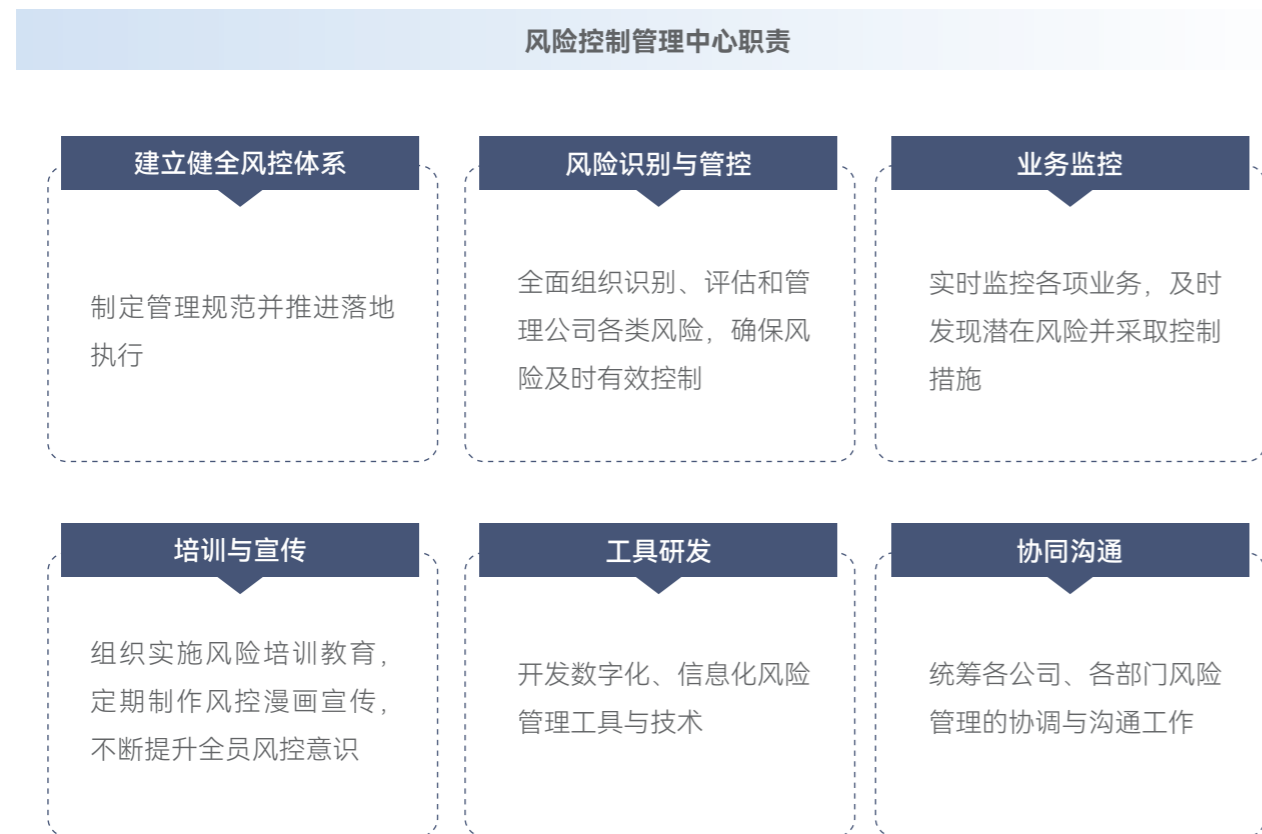 风险控制管理中心职责
建立健全风控体系
制定管理规范并推进落地
执行
风险识别与管控
全面组织识别、评估和管
理公司各类风险，确保风
险及时有效控制
业务监控
实时监控各项业务，及时
发现潜在风险并采取控制
措施
培训与宣传
组织实施风险培训教育，
定期制作风控漫画宣传，
不断提升全员风控意识
工具研发
开发数字化、信息化风险
管理工具与技术
协同沟通
统筹各公司、各部门风险
管理的协调与沟通工作